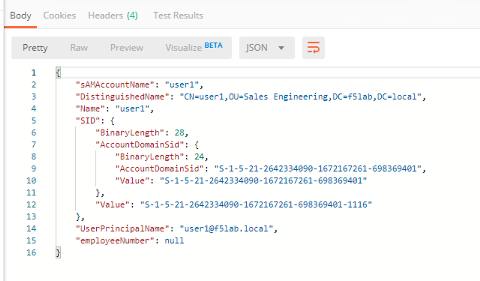 Body Cookies Headers (4) Test Results
Pretty Raw Preview Visualize BETA JSON
1 {
2 "sAMAccountName": "user1",
3 "DistinguishedName": "CN=user1,OU=Sales Engineering,DC=f5lab,DC=local",
4 "Name": "user1",
5 "SID": {
6 "BinaryLength": 28,
7 "AccountDomainSid": {
8 "BinaryLength": 24,
9 "AccountDomainSid": "S-1-5-21-2642334090-1672167261-698369401",
10 "Value": "S-1-5-21-2642334090-1672167261-698369401"
11 },
12 "Value": "S-1-5-21-2642334090-1672167261-698369401-1116"
13 },
14 "UserPrincipalName": "user1@f5lab.local",
15 "employeeNumber": null
16 }